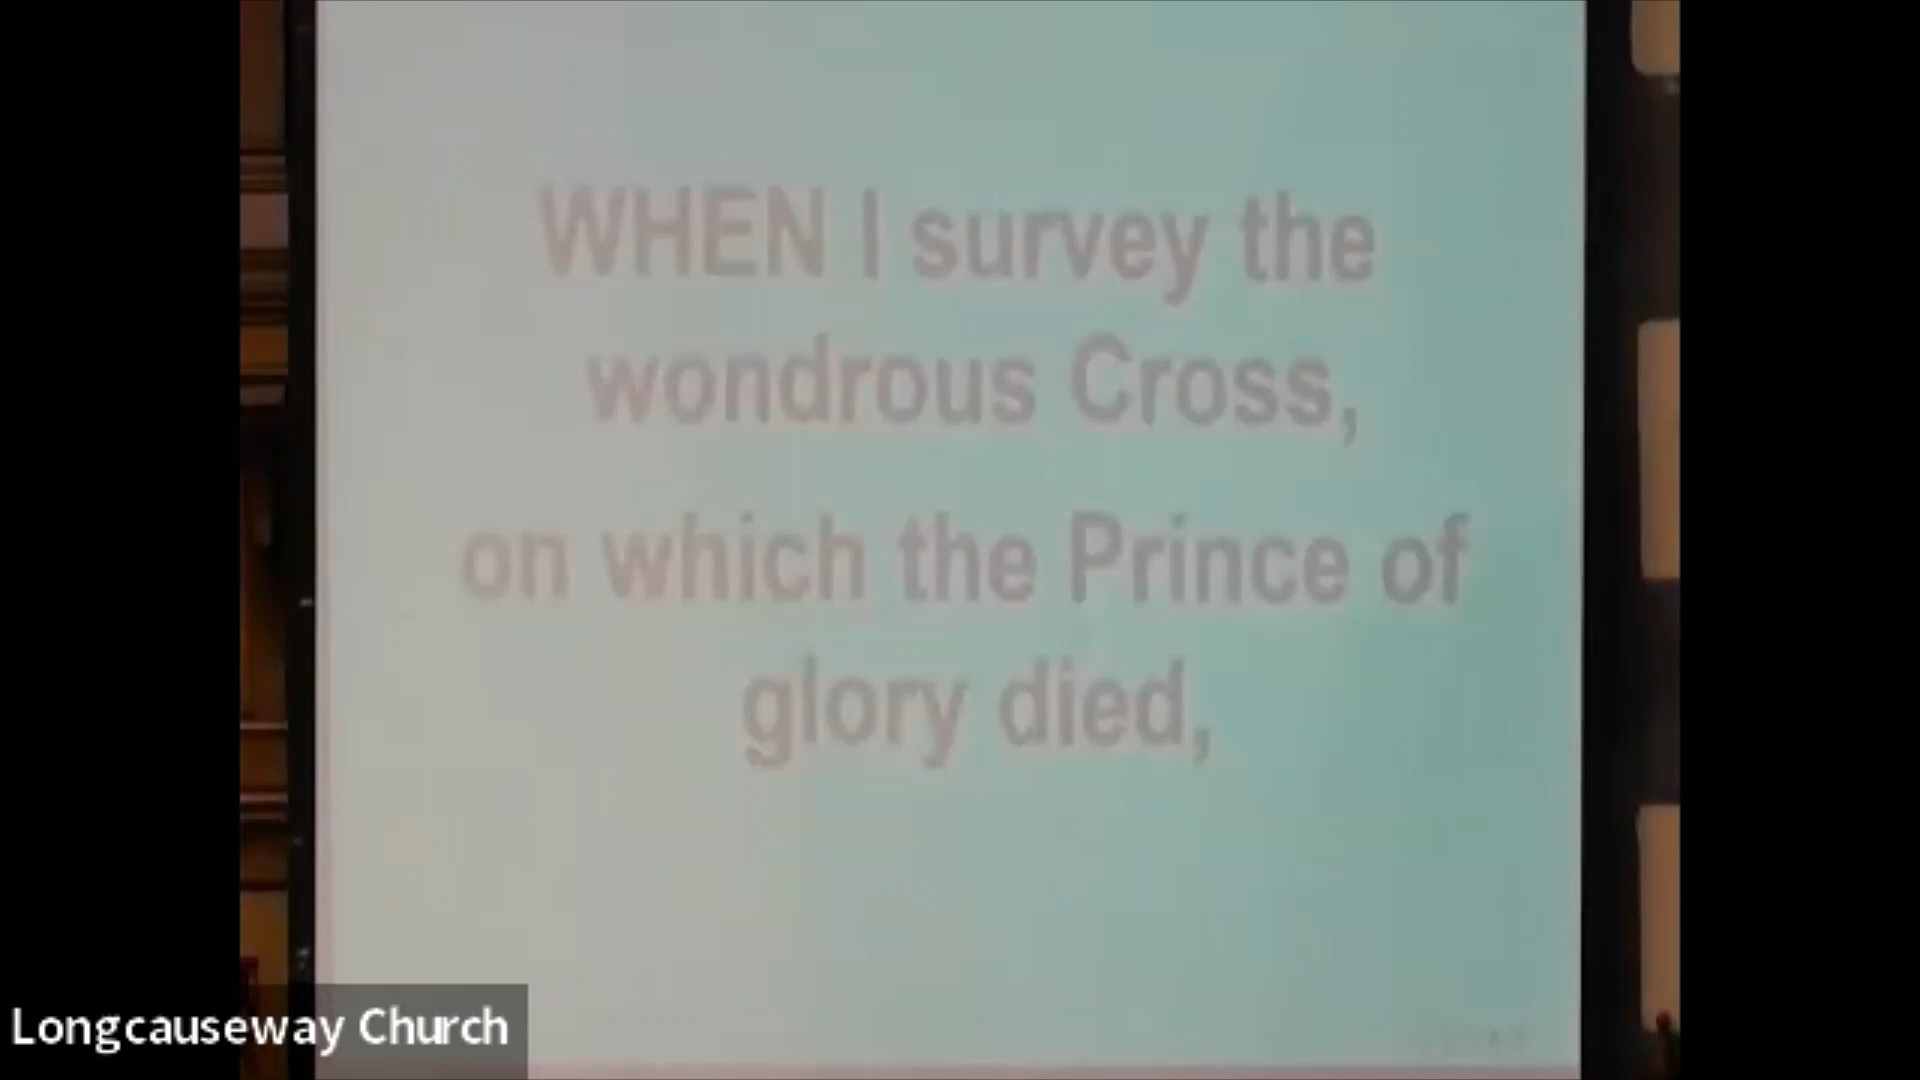 WHEN I survey the
wondrous Cross,
on which the Prince of
glory died,
Longcauseway Church